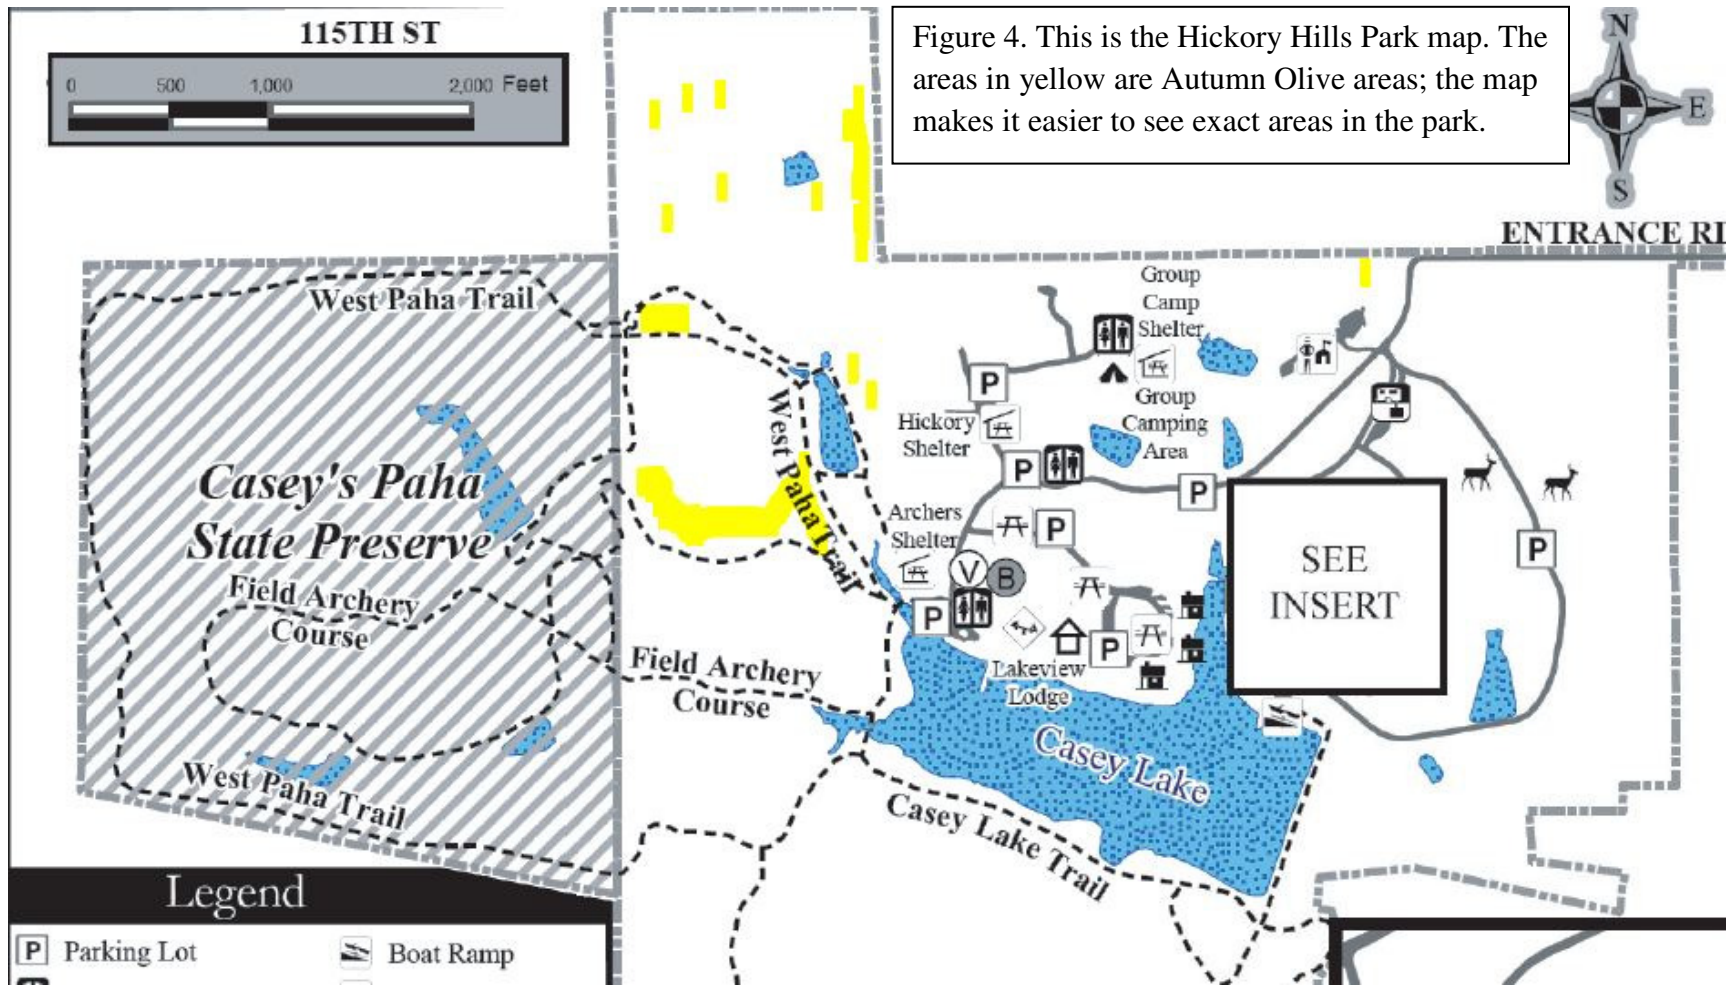 115TH ST
0 500 1,000 2,000 Feet
Figure 4. This is the Hickory Hills Park map. The
areas in yellow are Autumn Olive areas; the map
makes it easier to see exact areas in the park.
N
E
S
ENTRANCE
West Paha Trail
Group
Camp
Shelter
P
Group
Camping
Area
Hickory
Shelter
West Paha Trail
P
P
Casey's Paha
State Preserve
Archers
Shelter
P
P
SEE
INSERT
V
B
Field Archery
Course
P
P
Field Archery
Course
Lakeview
Lodge
Casey Lake
West Paha Trail
Casey Lake Trail
Legend
P Parking Lot
Boat Ramp